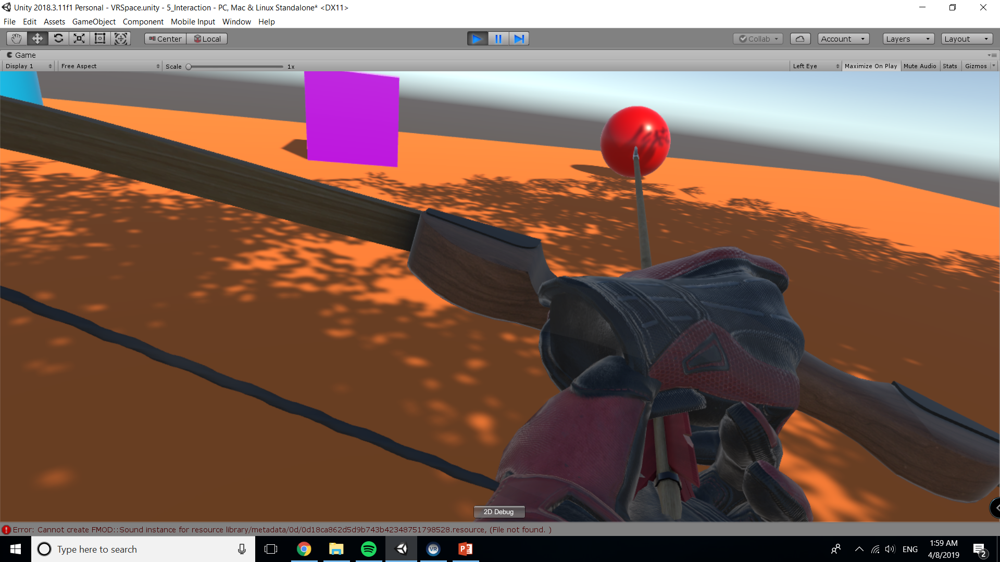 Unity 2018.3.11f1 Personal - VRSpace.unity - 5_Interaction - PC, Mac & Linux Standalone* <DX11>
File Edit Assets GameObject Component Mobile Input Window Help
Center Local Collab Account Layers Layout
Game
Display 1 Free Aspect Scale 1x Left Eye Maximize On Play Mute Audio Stats Gizmos
2D Debug
Error: Cannot create FMOD::Sound instance for resource library/metadata/0d/0d18ca862d5d9b743b42348751798528.resource, (File not found. )
Type here to search VR P ENG 1:59 AM
4/8/2019 2